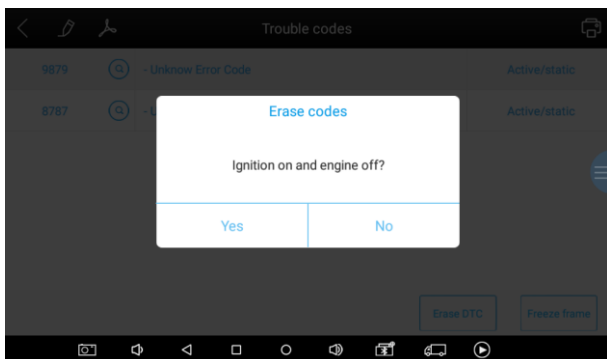 Trouble codes
9879 - Unknow Error Code Active/static
8787 - U Active/static
Erase codes
Ignition on and engine off?
Yes No
Erase DTC Freeze frame